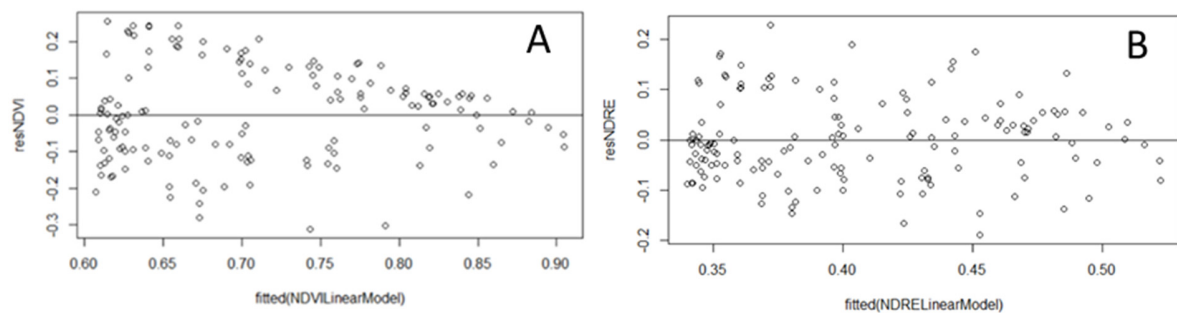 A
resNDVI
0.2
0.1
0.0
-0.1
-0.2
-0.3
0.60 0.65 0.70 0.75 0.80 0.85 0.90
fitted(NDVILinearModel)
B
resNDRE
0.2
0.1
0.0
-0.1
-0.2
0.35 0.40 0.45 0.50
fitted(NDRELinearModel)